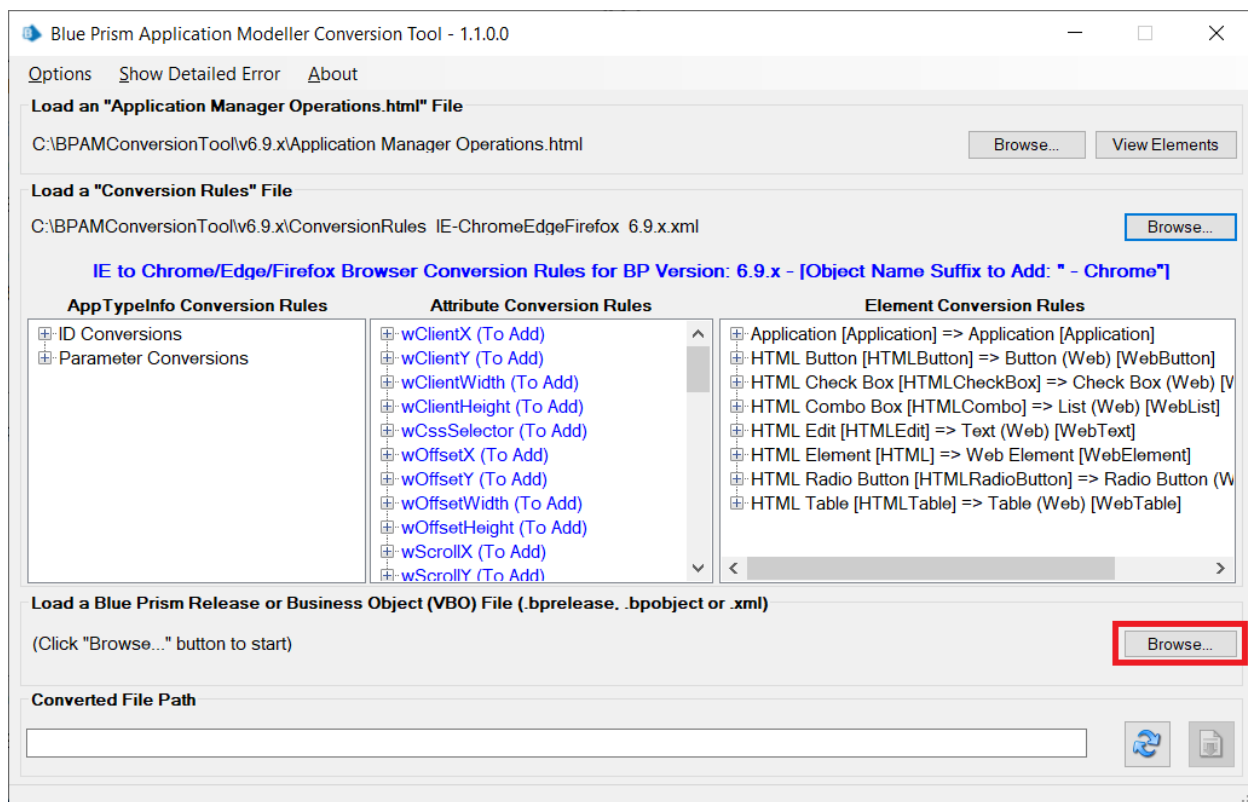 Blue Prism Application Modeller Conversion Tool - 1.1.0.0
Options Show Detailed Error About
Load an "Application Manager Operations.html" File
C:\BPAMConversionTool\v6.9.x\Application Manager Operations.html Browse... View Elements
Load a "Conversion Rules" File
C:\BPAMConversionTool\v6.9.x\ConversionRules IE-ChromeEdgeFirefox 6.9.x.xml Browse...
IE to Chrome/Edge/Firefox Browser Conversion Rules for BP Version: 6.9.x - [Object Name Suffix to Add: " - Chrome"]
AppTypeInfo Conversion Rules Attribute Conversion Rules Element Conversion Rules
ID Conversions wClientX (To Add) Application [Application] => Application [Application]
Parameter Conversions wClientY (To Add) HTML Button [HTMLButton] => Button (Web) [WebButton]
wClientWidth (To Add) HTML Check Box [HTMLCheckBox] => Check Box (Web) [W
wClientHeight (To Add) HTML Combo Box [HTMLCombo] => List (Web) [WebList]
wCssSelector (To Add) HTML Edit [HTMLEdit] => Text (Web) [WebText]
wOffsetX (To Add) HTML Element [HTML] => Web Element [WebElement]
wOffsetY (To Add) HTML Radio Button [HTMLRadioButton] => Radio Button (W
wOffsetWidth (To Add) HTML Table [HTMLTable] => Table (Web) [WebTable]
wOffsetHeight (To Add)
wScrollX (To Add)
wScrollY (To Add)
Load a Blue Prism Release or Business Object (VBO) File (.bprelease, .bpobject or .xml)
(Click "Browse..." button to start) Browse...
Converted File Path